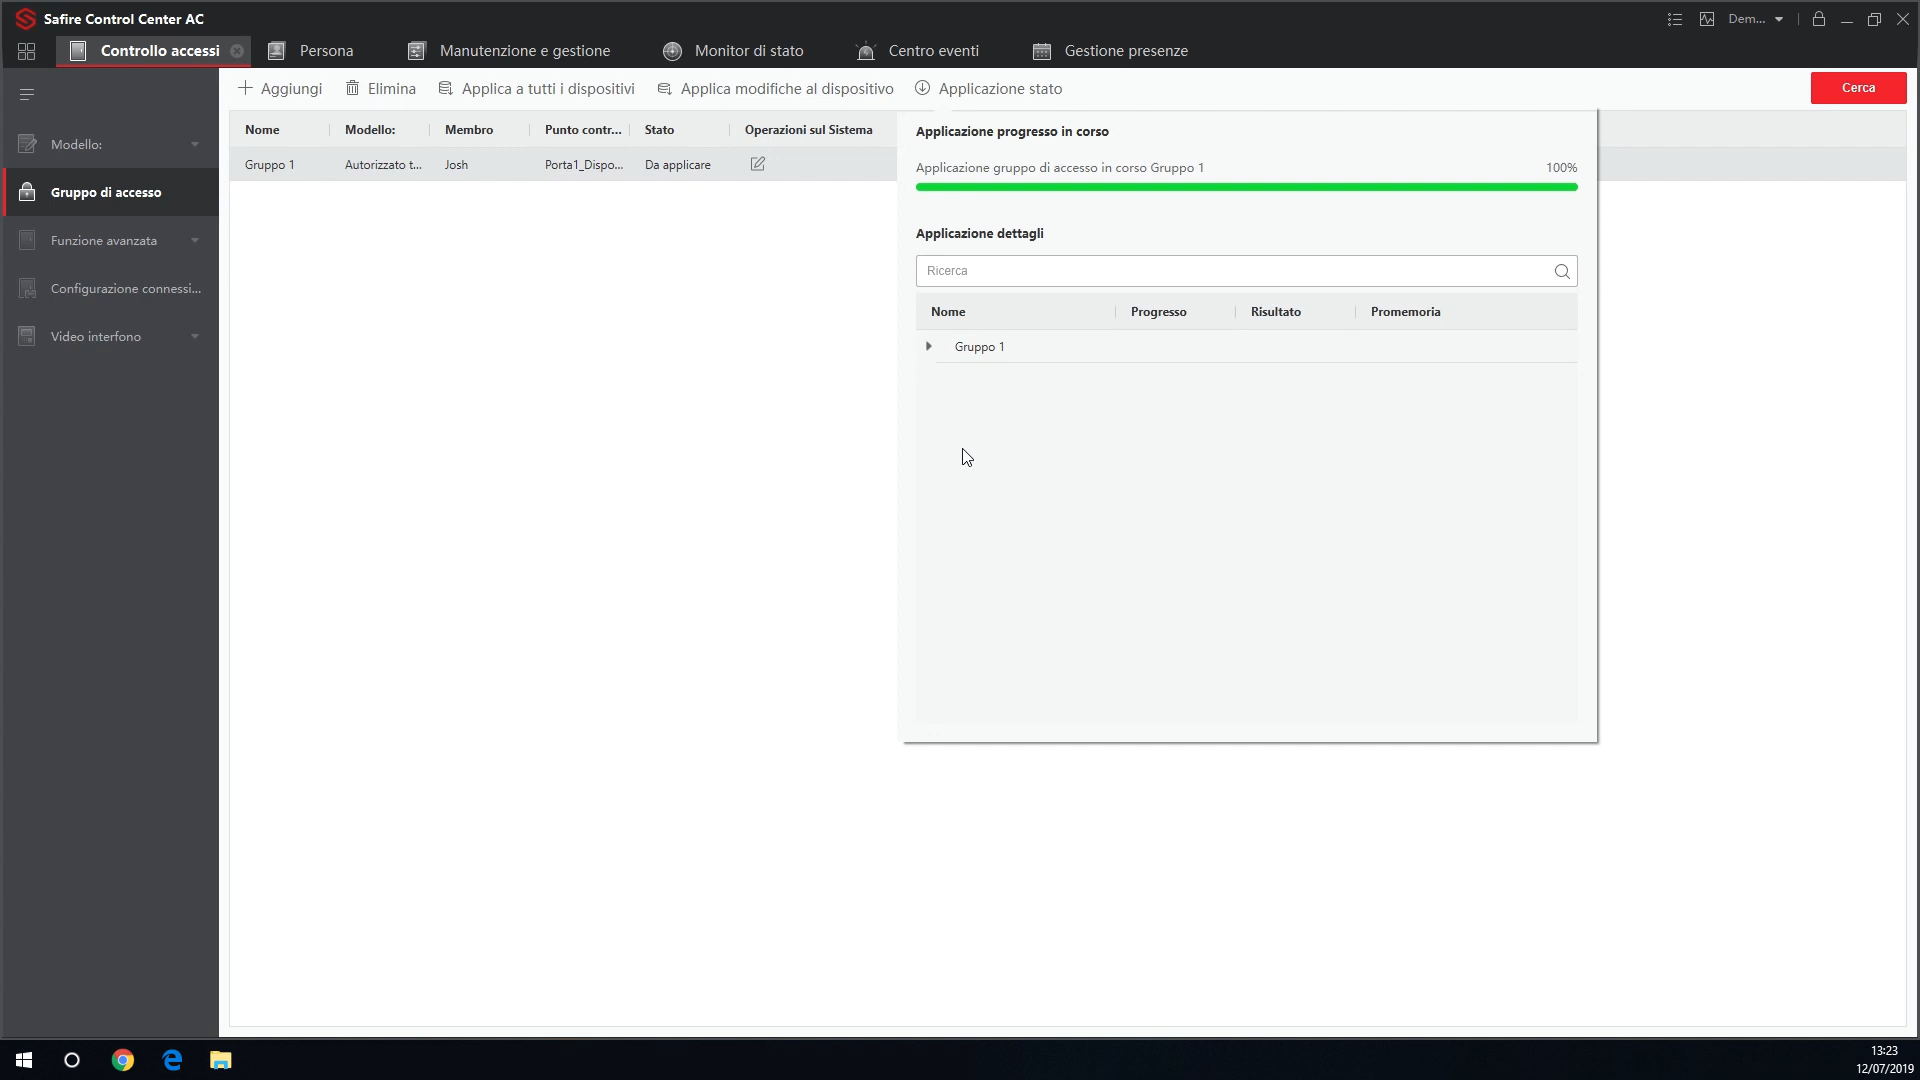 Safire Control Center AC
Dem...
Controllo accessi
Persona
Manutenzione e gestione
Monitor di stato
Centro eventi
Gestione presenze
Aggiungi
Elimina
Applica a tutti i dispositivi
Applica modifiche al dispositivo
Applicazione stato
Cerca
Modello:
Gruppo di accesso
Funzione avanzata
Configurazione connessi...
Video interfono
Nome Modello: Membro Punto contr... Stato Operazioni sul Sistema
Gruppo 1 Autorizzato t... Josh Porta1_Dispo... Da applicare
Applicazione progresso in corso
Applicazione gruppo di accesso in corso Gruppo 1 100%
Applicazione dettagli
Ricerca
Nome Progresso Risultato Promemoria
Gruppo 1
13:23
12/07/2019